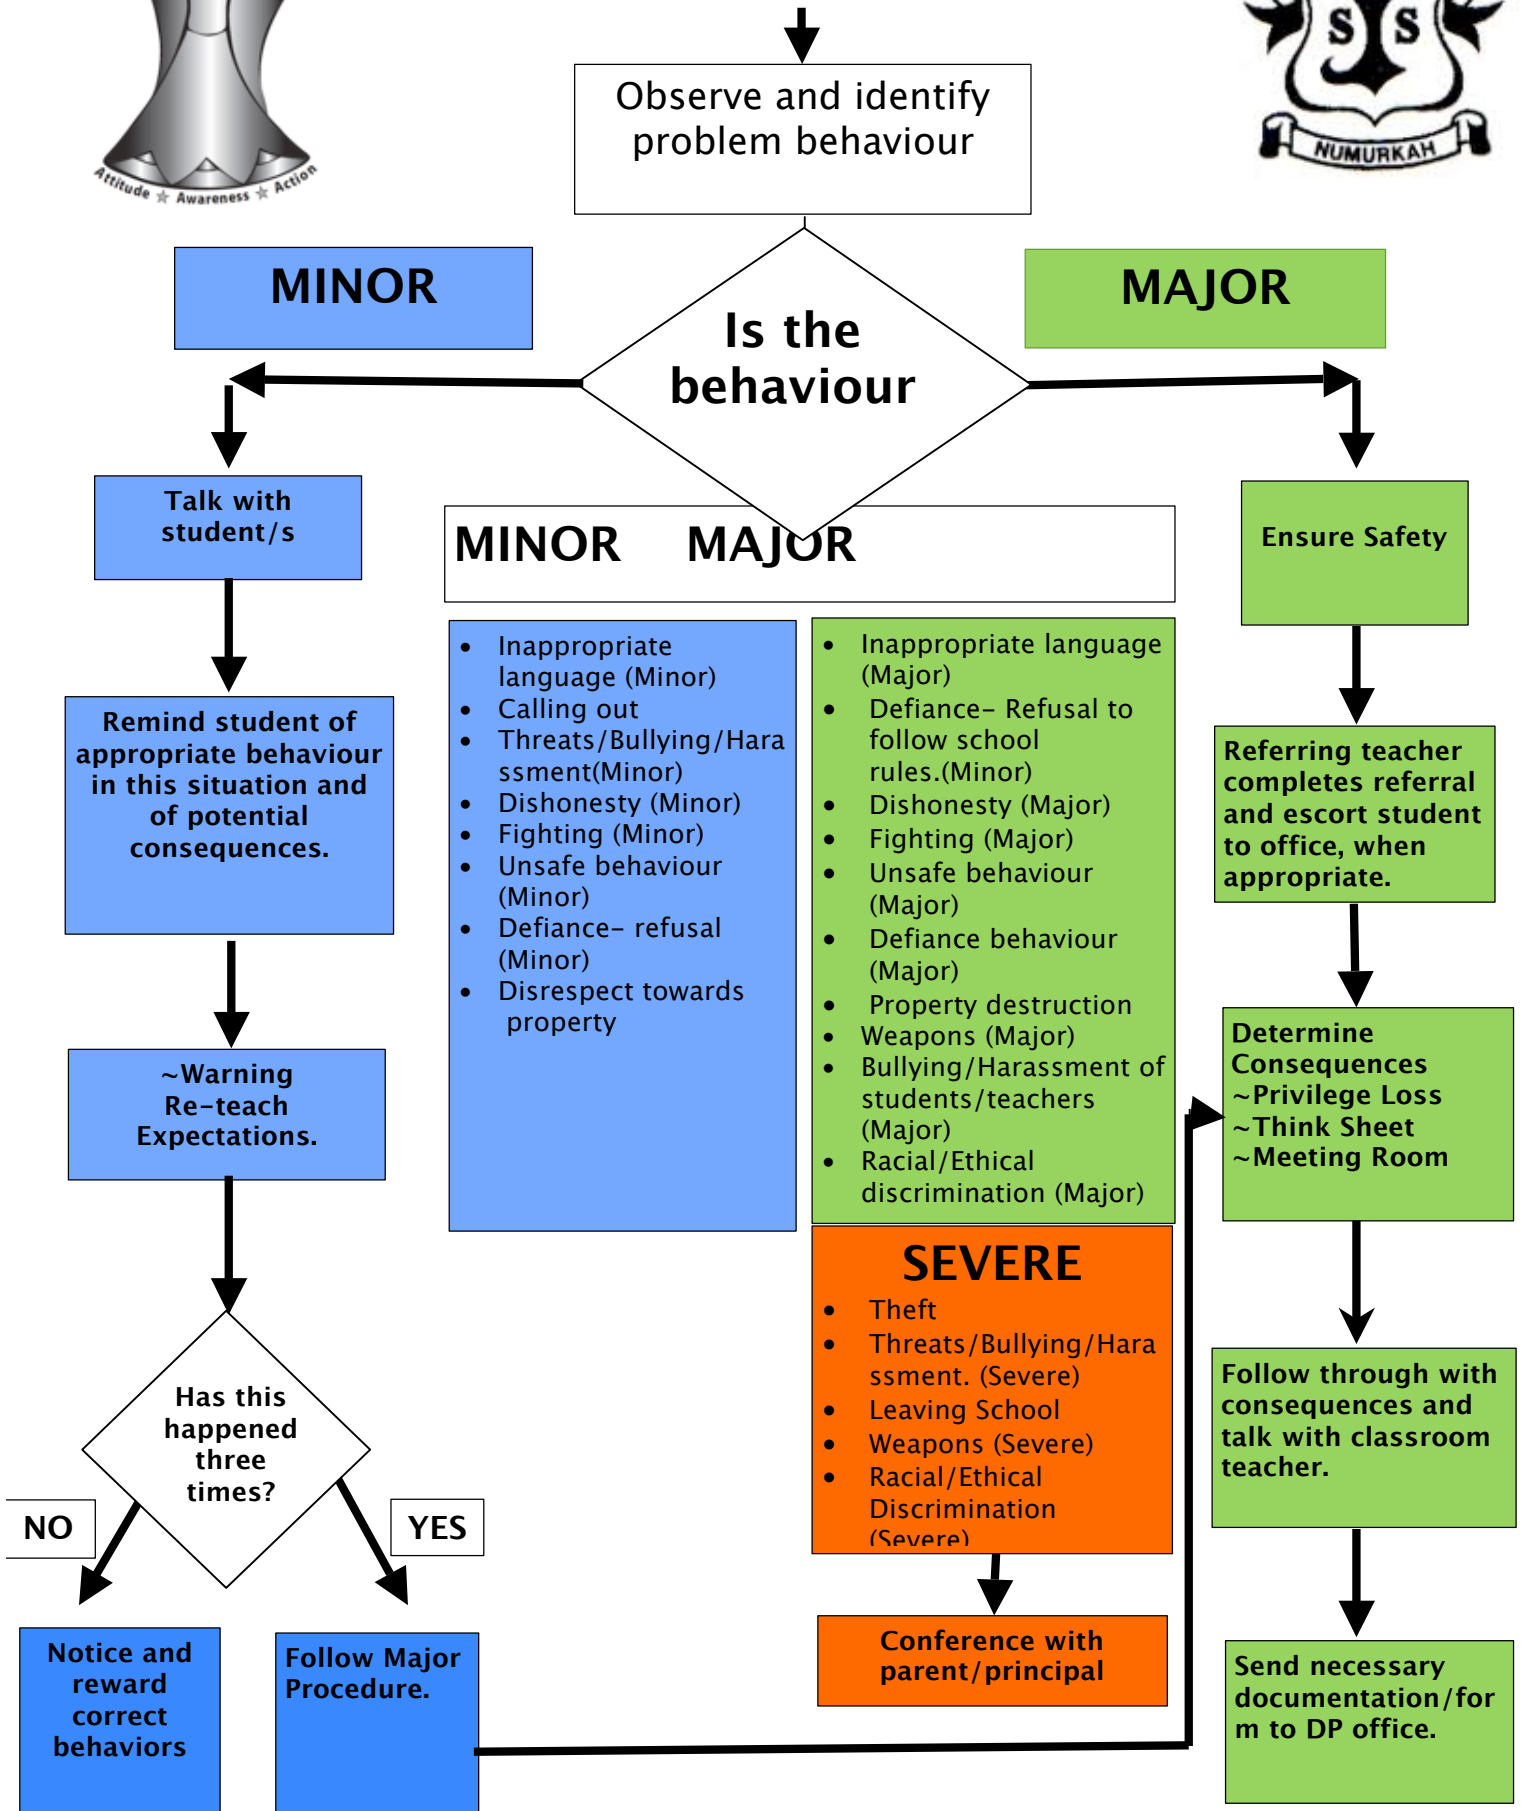 Attitude ☆ Awareness ☆ Action
S S
NUMURKAH
Observe and identify
problem behaviour
MINOR
Is the
behaviour
MAJOR
Talk with
student/s
Remind student of
appropriate behaviour
in this situation and
of potential
consequences.
~Warning
Re-teach
Expectations.
Has this
happened
three
times?
NO
YES
Notice and
reward
correct
behaviors
Follow Major
Procedure.
MINOR MAJOR
• Inappropriate
language (Minor)
• Calling out
• Threats/Bullying/Hara
ssment(Minor)
• Dishonesty (Minor)
• Fighting (Minor)
• Unsafe behaviour
(Minor)
• Defiance- refusal
(Minor)
• Disrespect towards
property
• Inappropriate language
(Major)
• Defiance- Refusal to
follow school
rules.(Minor)
• Dishonesty (Major)
• Fighting (Major)
• Unsafe behaviour
(Major)
• Defiance behaviour
(Major)
• Property destruction
• Weapons (Major)
• Bullying/Harassment of
students/teachers
(Major)
• Racial/Ethical
discrimination (Major)
SEVERE
• Theft
• Threats/Bullying/Hara
ssment. (Severe)
• Leaving School
• Weapons (Severe)
• Racial/Ethical
Discrimination
(Severe)
Conference with
parent/principal
Ensure Safety
Referring teacher
completes referral
and escort student
to office, when
appropriate.
Determine
Consequences
~Privilege Loss
~Think Sheet
~Meeting Room
Follow through with
consequences and
talk with classroom
teacher.
Send necessary
documentation/for
m to DP office.